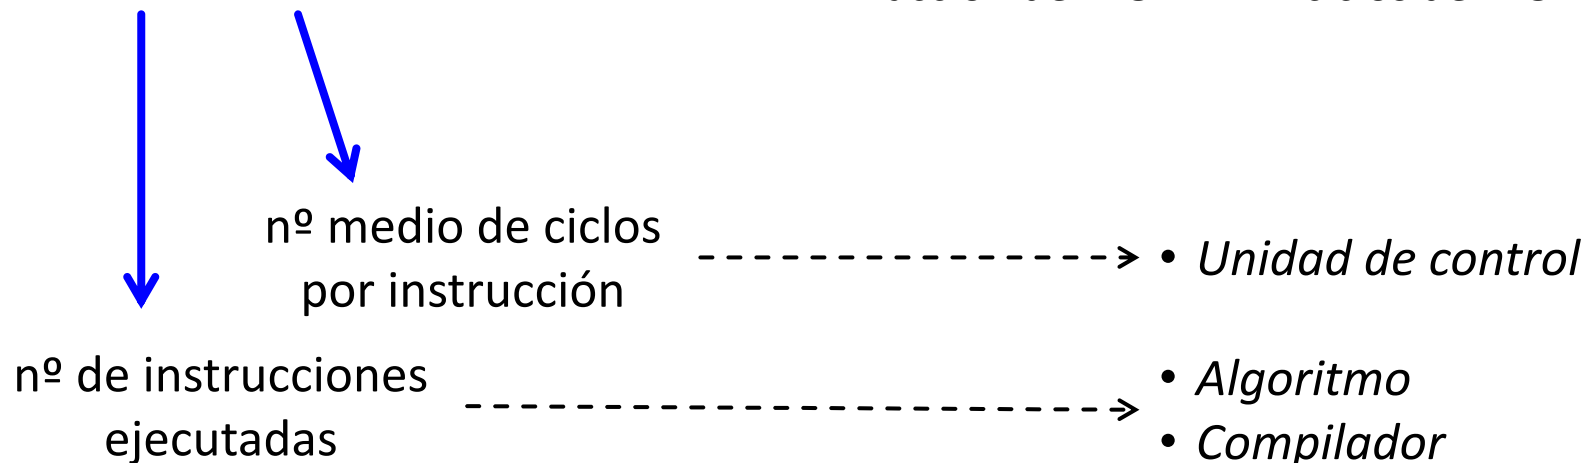 nº medio de ciclos
por instrucción
• Unidad de control
nº de instrucciones
ejecutadas
• Algoritmo
• Compilador